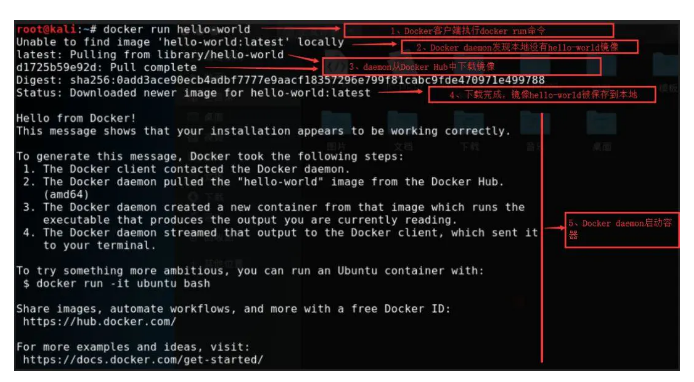 root@kali:~# docker run hello-world
1、Docker客户端执行docker run命令
Unable to find image 'hello-world:latest' locally
2、Docker daemon发现本地没有hello-world镜像
latest: Pulling from library/hello-world
d1725b59e92d: Pull complete
3、daemon从Docker Hub中下载镜像
Digest: sha256:0add3ace90ecb4adbf7777e9aacf18357296e799f81cabc9fde470971e499788
Status: Downloaded newer image for hello-world:latest
4、下载完成，镜像hello-world被保存到本地
Hello from Docker!
This message shows that your installation appears to be working correctly.
To generate this message, Docker took the following steps:
1. The Docker client contacted the Docker daemon.
2. The Docker daemon pulled the "hello-world" image from the Docker Hub.
(amd64)
3. The Docker daemon created a new container from that image which runs the
executable that produces the output you are currently reading.
4. The Docker daemon streamed that output to the Docker client, which sent it
to your terminal.
5、Docker daemon启动容
器
To try something more ambitious, you can run an Ubuntu container with:
$ docker run -it ubuntu bash
Share images, automate workflows, and more with a free Docker ID:
https://hub.docker.com/
For more examples and ideas, visit:
https://docs.docker.com/get-started/